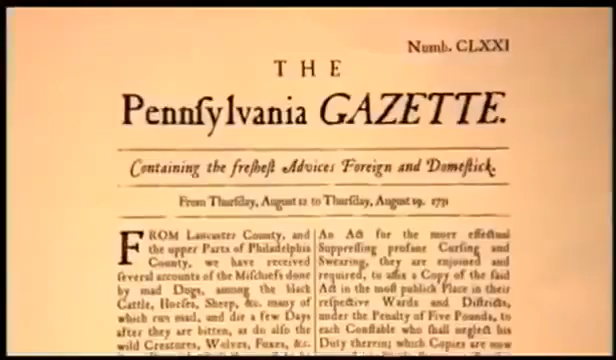 Numb. CLXXI
THE
Pennſylvania GAZETTE.
Containing the freſheſt Advices Foreign and Domeſtick.
From Thurſday, Auguſt 12 to Thurſday, Auguſt 19. 1731
FROM Lancaſter County, and
the upper Parts of Philadelphia
County, we have received
ſeveral accounts of the Miſchiefs done
by mad Dogs, among the black
Cattle, Horſes, Sheep, &c. many of
which run mad, and die a few Days
after they are bitten, as do alſo the
wild Creatures, Wolves, Foxes, &c.
An Act for the more effectual
Suppreſſing profane Curſing and
Swearing, they are enjoined and
required, to affix a Copy of the ſaid
Act in the moſt publick Place in their
reſpective Wards and Diſtricts,
under the Penalty of Five Pounds, to
each Conſtable who ſhall neglect his
Duty therein; which Copies are now